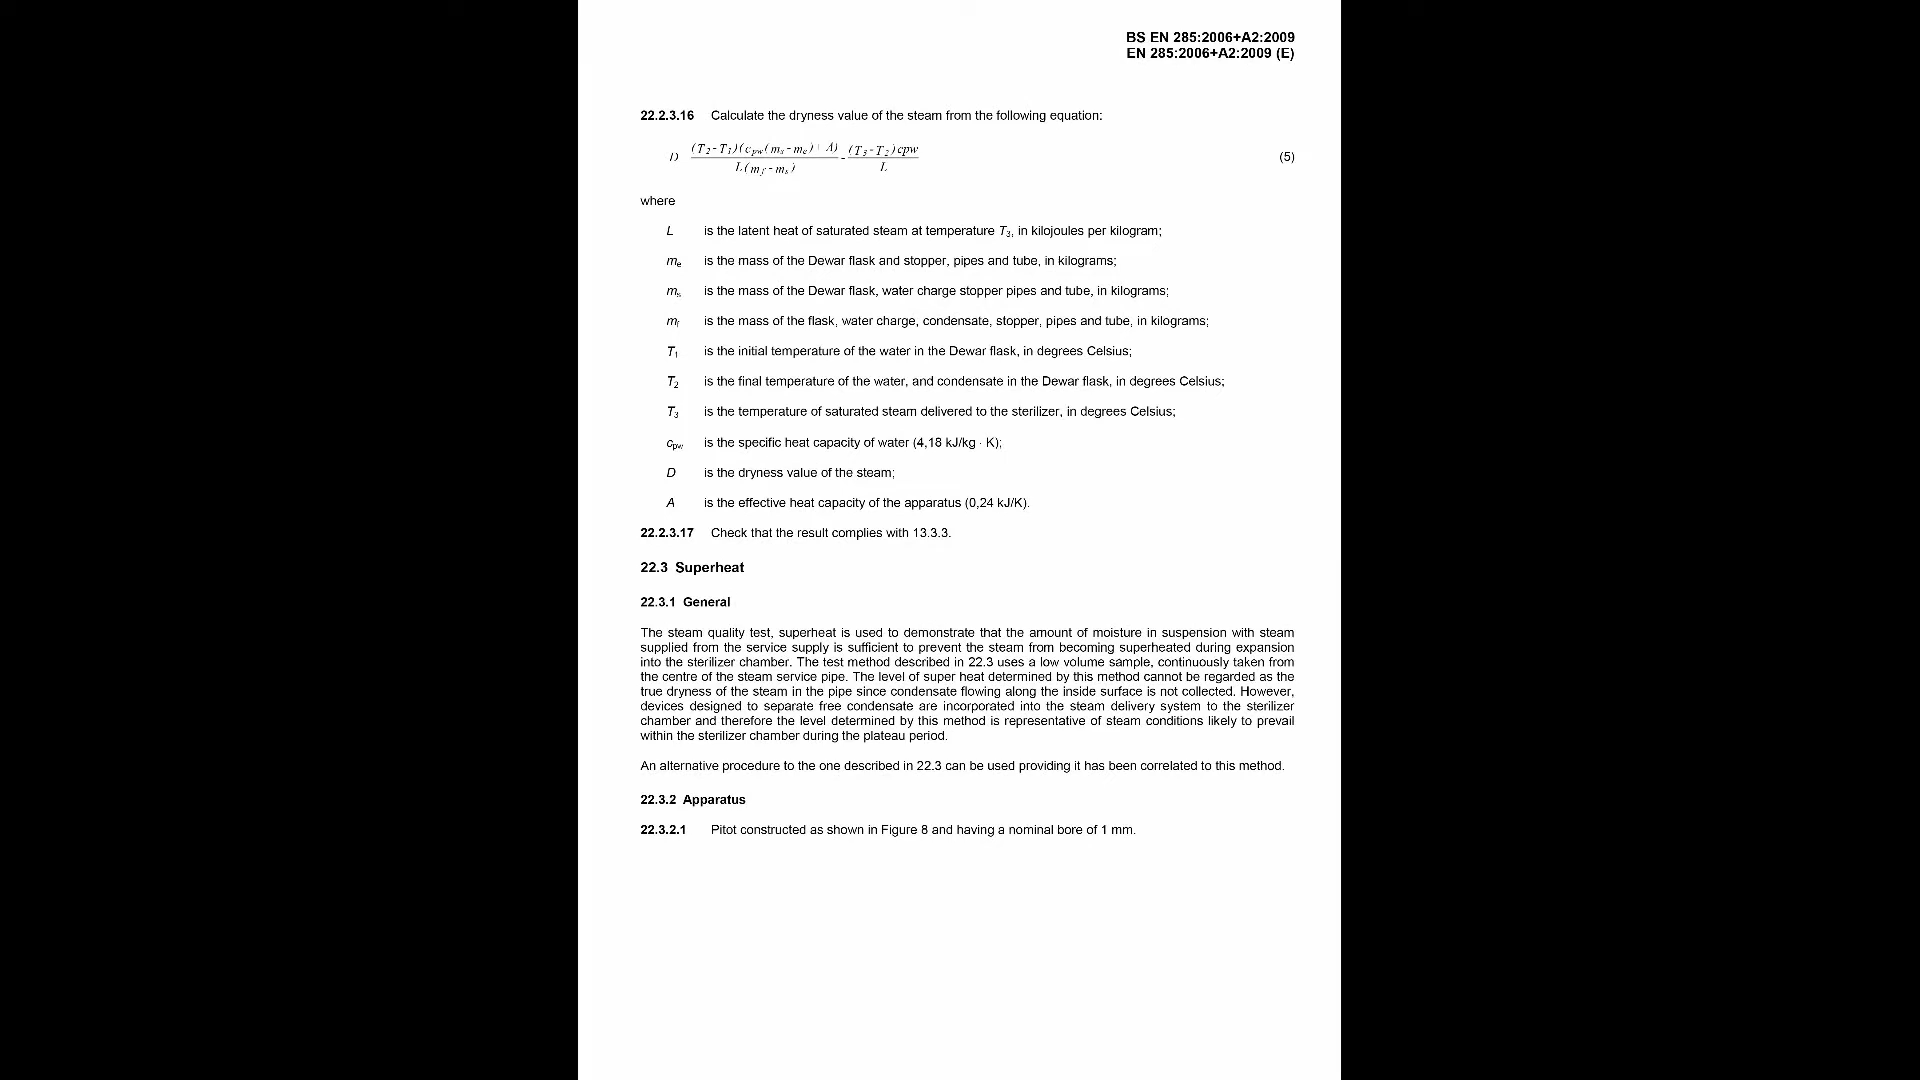 BS EN 285:2006+A2:2009
EN 285:2006+A2:2009 (E)
22.2.3.16 Calculate the dryness value of the steam from the following equation:
D (T2 - T1)(cpw(ms - me) + A) / L(mf - ms) - (T3 - T2)cpw / L (5)
where
L is the latent heat of saturated steam at temperature T3, in kilojoules per kilogram;
me is the mass of the Dewar flask and stopper, pipes and tube, in kilograms;
ms is the mass of the Dewar flask, water charge stopper pipes and tube, in kilograms;
mf is the mass of the flask, water charge, condensate, stopper, pipes and tube, in kilograms;
T1 is the initial temperature of the water in the Dewar flask, in degrees Celsius;
T2 is the final temperature of the water, and condensate in the Dewar flask, in degrees Celsius;
T3 is the temperature of saturated steam delivered to the sterilizer, in degrees Celsius;
cpw is the specific heat capacity of water (4,18 kJ/kg · K);
D is the dryness value of the steam;
A is the effective heat capacity of the apparatus (0,24 kJ/K).
22.2.3.17 Check that the result complies with 13.3.3.
22.3 Superheat
22.3.1 General
The steam quality test, superheat is used to demonstrate that the amount of moisture in suspension with steam
supplied from the service supply is sufficient to prevent the steam from becoming superheated during expansion
into the sterilizer chamber. The test method described in 22.3 uses a low volume sample, continuously taken from
the centre of the steam service pipe. The level of super heat determined by this method cannot be regarded as the
true dryness of the steam in the pipe since condensate flowing along the inside surface is not collected. However,
devices designed to separate free condensate are incorporated into the steam delivery system to the sterilizer
chamber and therefore the level determined by this method is representative of steam conditions likely to prevail
within the sterilizer chamber during the plateau period.
An alternative procedure to the one described in 22.3 can be used providing it has been correlated to this method.
22.3.2 Apparatus
22.3.2.1 Pitot constructed as shown in Figure 8 and having a nominal bore of 1 mm.